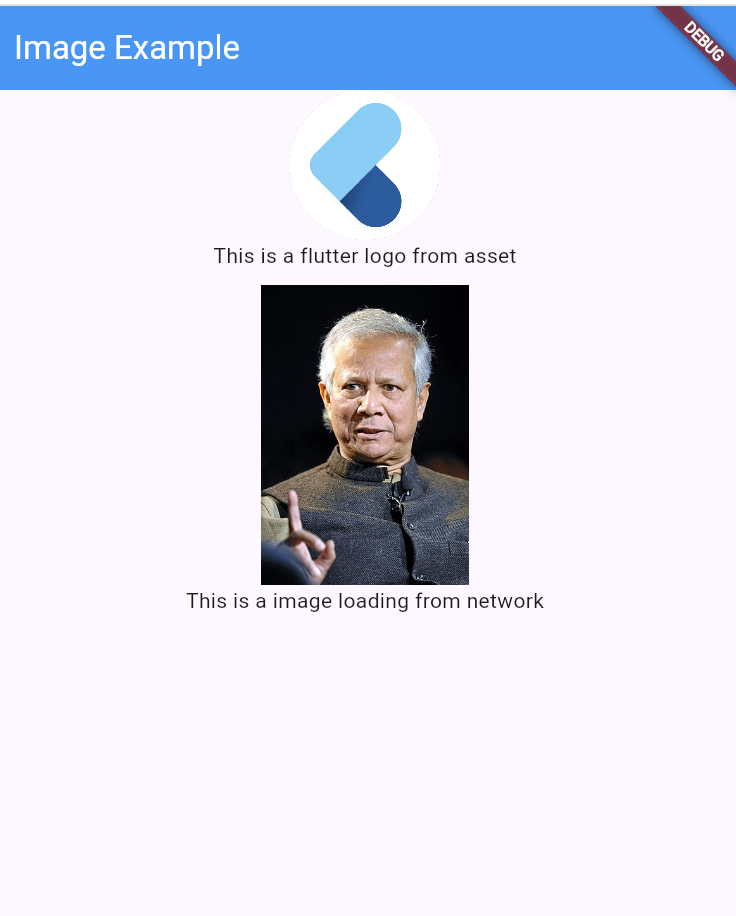 Image Example
DEBUG
This is a flutter logo from asset
This is a image loading from network